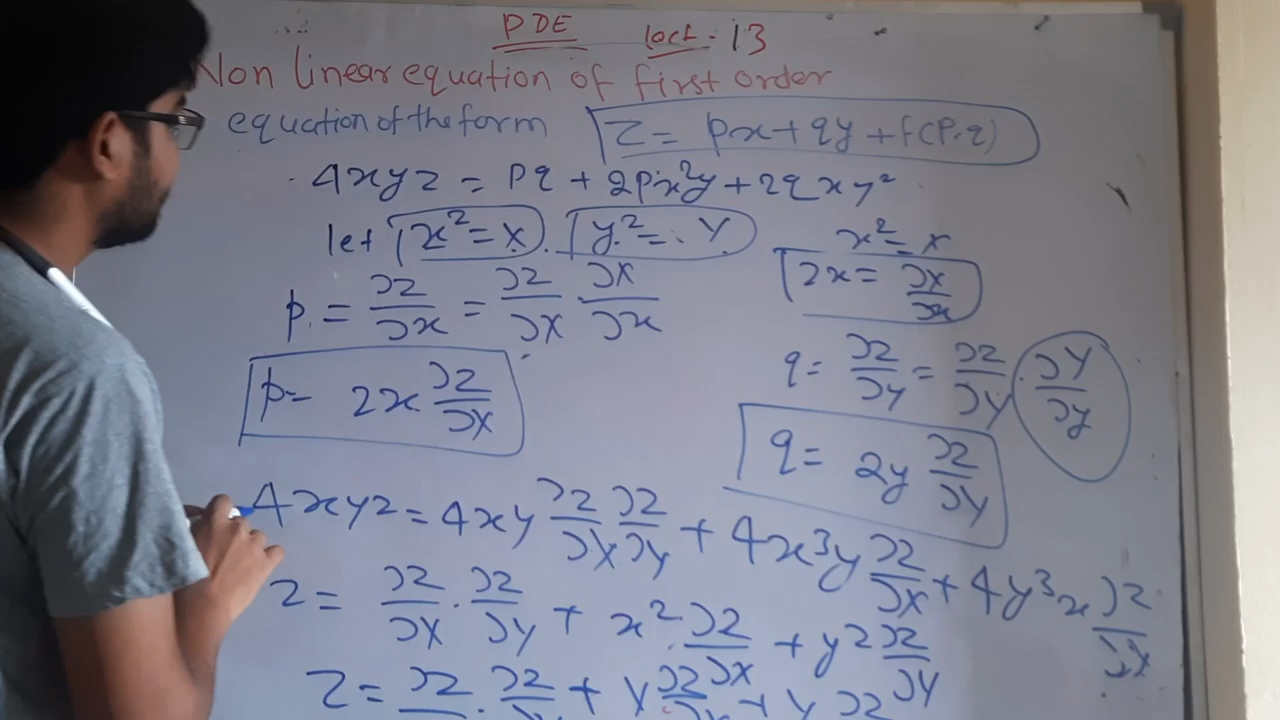 PDE lect. 13
Non linear equation of first order
equation of the form z = px + qy + f(p,q)
4xyz = pq + 2px²y + 2qxy²
let x² = X. y² = Y
x² = X
2x = ∂X/∂x
p = ∂z/∂x = ∂z/∂X ∂X/∂x
p = 2x ∂z/∂X
q = ∂z/∂y = ∂z/∂Y · ∂Y/∂y
q = 2y ∂z/∂Y
4xyz = 4xy ∂z/∂X ∂z/∂Y + 4x³y ∂z/∂X + 4y³x ∂z/∂X
z = ∂z/∂X · ∂z/∂Y + x² ∂z/∂X + y² ∂z/∂Y